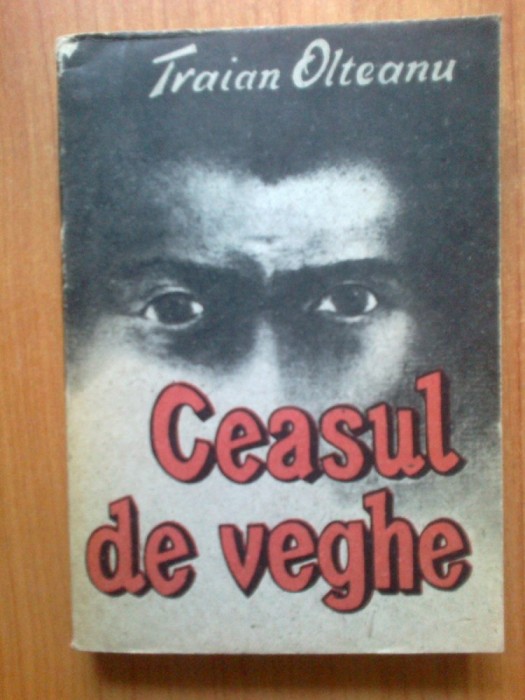 Traian Olteanu
Ceasul
de veghe